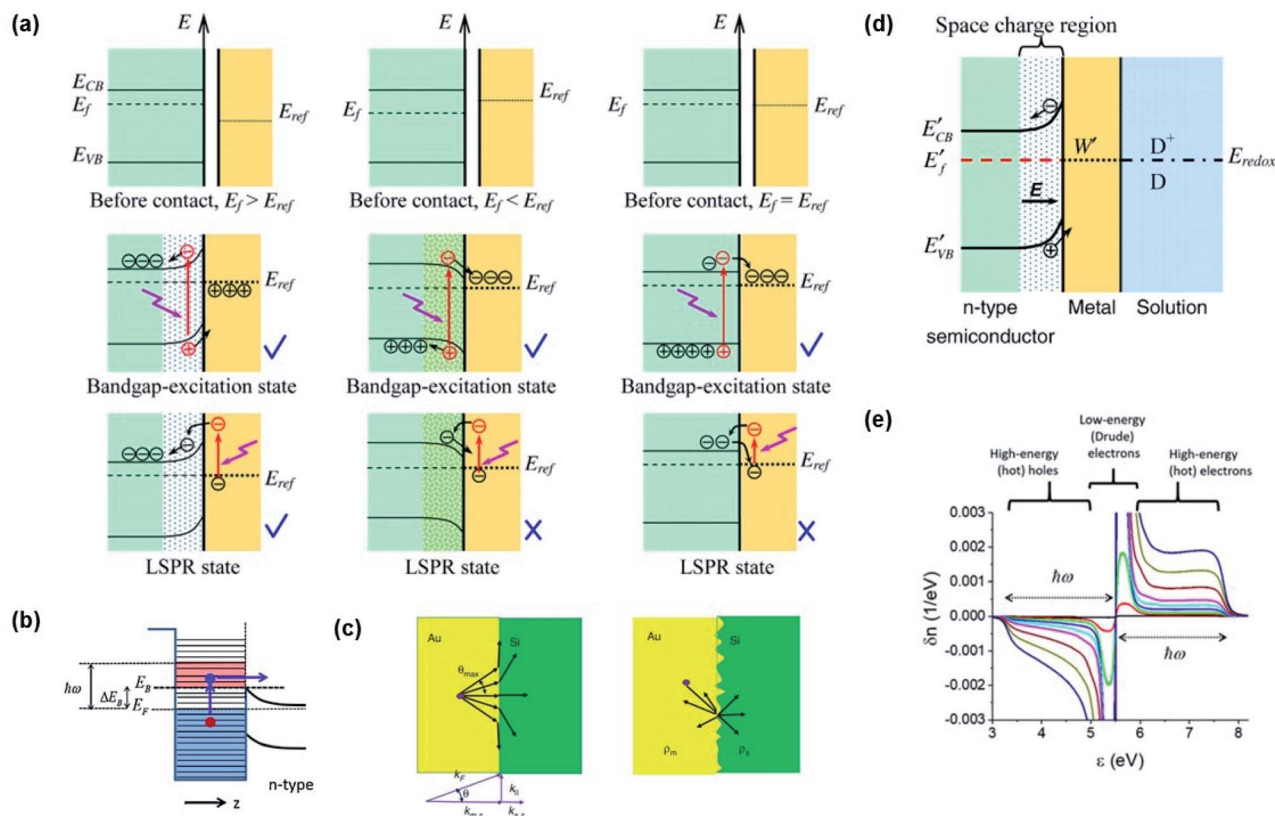 (a)
E
E
E
E_CB
E_f
E_VB
E_ref
E_f
E_ref
E_f
E_ref
Before contact, E_f > E_ref
Before contact, E_f < E_ref
Before contact, E_f = E_ref
E_ref
E_ref
E_ref
Bandgap-excitation state
Bandgap-excitation state
Bandgap-excitation state
E_ref
E_ref
E_ref
LSPR state
LSPR state
LSPR state
(b)
ħω
ΔE_B
E_B
E_F
z
n-type
(c)
Au
Si
θ_max
k_F
θ
k_ll
Si
ρ_m
ρ_s
(d)
Space charge region
E'_CB
E'_f
E'_VB
E
W'
D⁺
D
E_redox
n-type
semiconductor
Metal
Solution
(e)
High-energy
(hot) holes
Low-energy
(Drude)
electrons
High-energy
(hot) electrons
δn (1/eV)
0.003
0.002
0.001
0.000
-0.001
-0.002
-0.003
ħω
ħω
3 4 5 6 7 8
ε (eV)